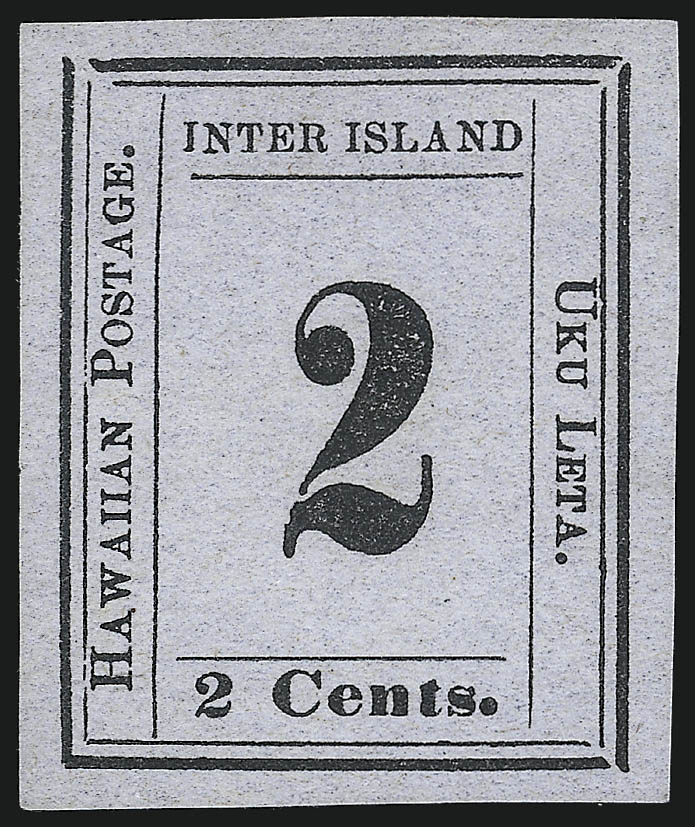 INTER ISLAND
HAWAIIAN POSTAGE.
2
UKU LETA.
2 Cents.